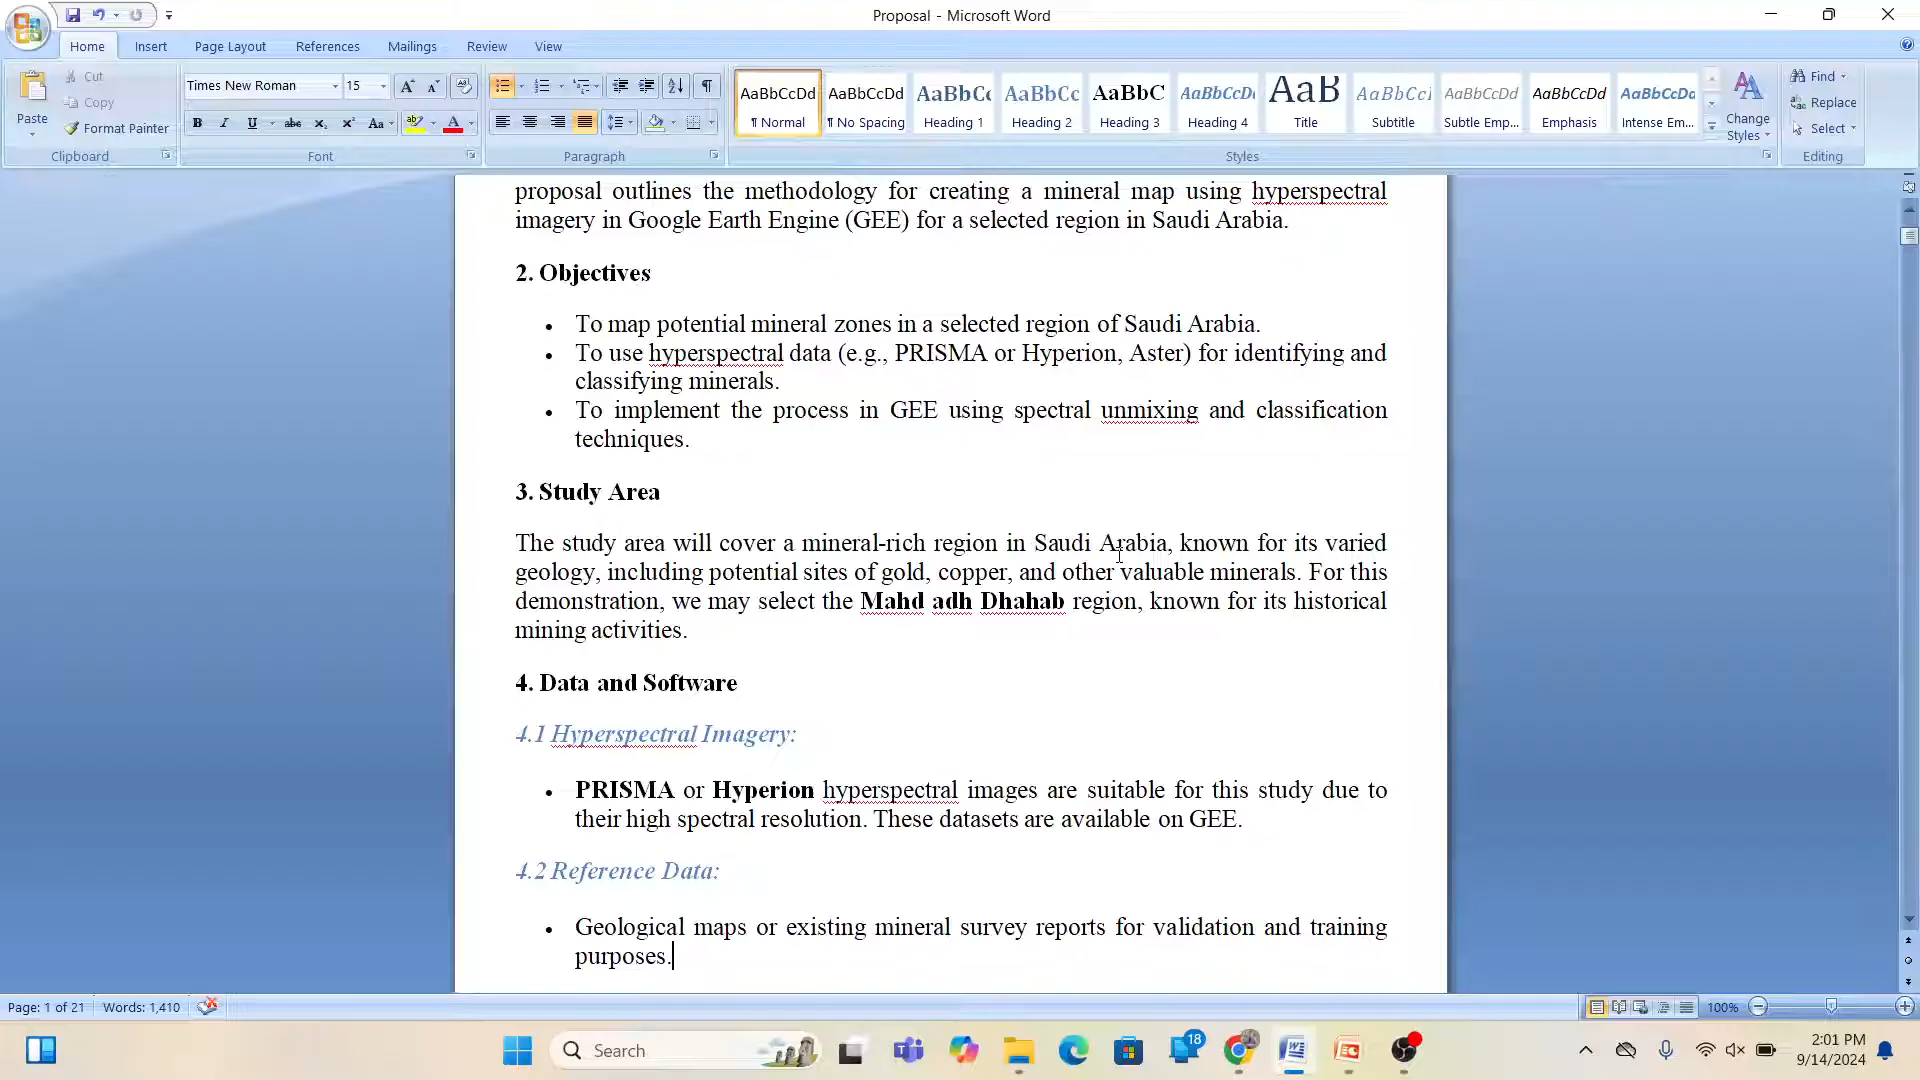 Proposal - Microsoft Word
Home Insert Page Layout References Mailings Review View
Paste
Cut
Copy
Format Painter
Clipboard
Times New Roman 15
Font
Paragraph
AaBbCcDd AaBbCcDd AaBbCc AaBbCc AaBbC AaBbCcDc AaB AaBbCcI AaBbCcDd AaBbCcDd AaBbCcDd
¶ Normal ¶ No Spacing Heading 1 Heading 2 Heading 3 Heading 4 Title Subtitle Subtle Emp... Emphasis Intense Em...
Styles
Change Styles
Find
Replace
Select
Editing
proposal outlines the methodology for creating a mineral map using hyperspectral
imagery in Google Earth Engine (GEE) for a selected region in Saudi Arabia.
2. Objectives
• To map potential mineral zones in a selected region of Saudi Arabia.
• To use hyperspectral data (e.g., PRISMA or Hyperion, Aster) for identifying and
classifying minerals.
• To implement the process in GEE using spectral unmixing and classification
techniques.
3. Study Area
The study area will cover a mineral-rich region in Saudi Arabia, known for its varied
geology, including potential sites of gold, copper, and other valuable minerals. For this
demonstration, we may select the Mahd adh Dhahab region, known for its historical
mining activities.
4. Data and Software
4.1 Hyperspectral Imagery:
• PRISMA or Hyperion hyperspectral images are suitable for this study due to
their high spectral resolution. These datasets are available on GEE.
4.2 Reference Data:
• Geological maps or existing mineral survey reports for validation and training
purposes.
Page: 1 of 21 Words: 1,410 100%
Search
18
2:01 PM
9/14/2024